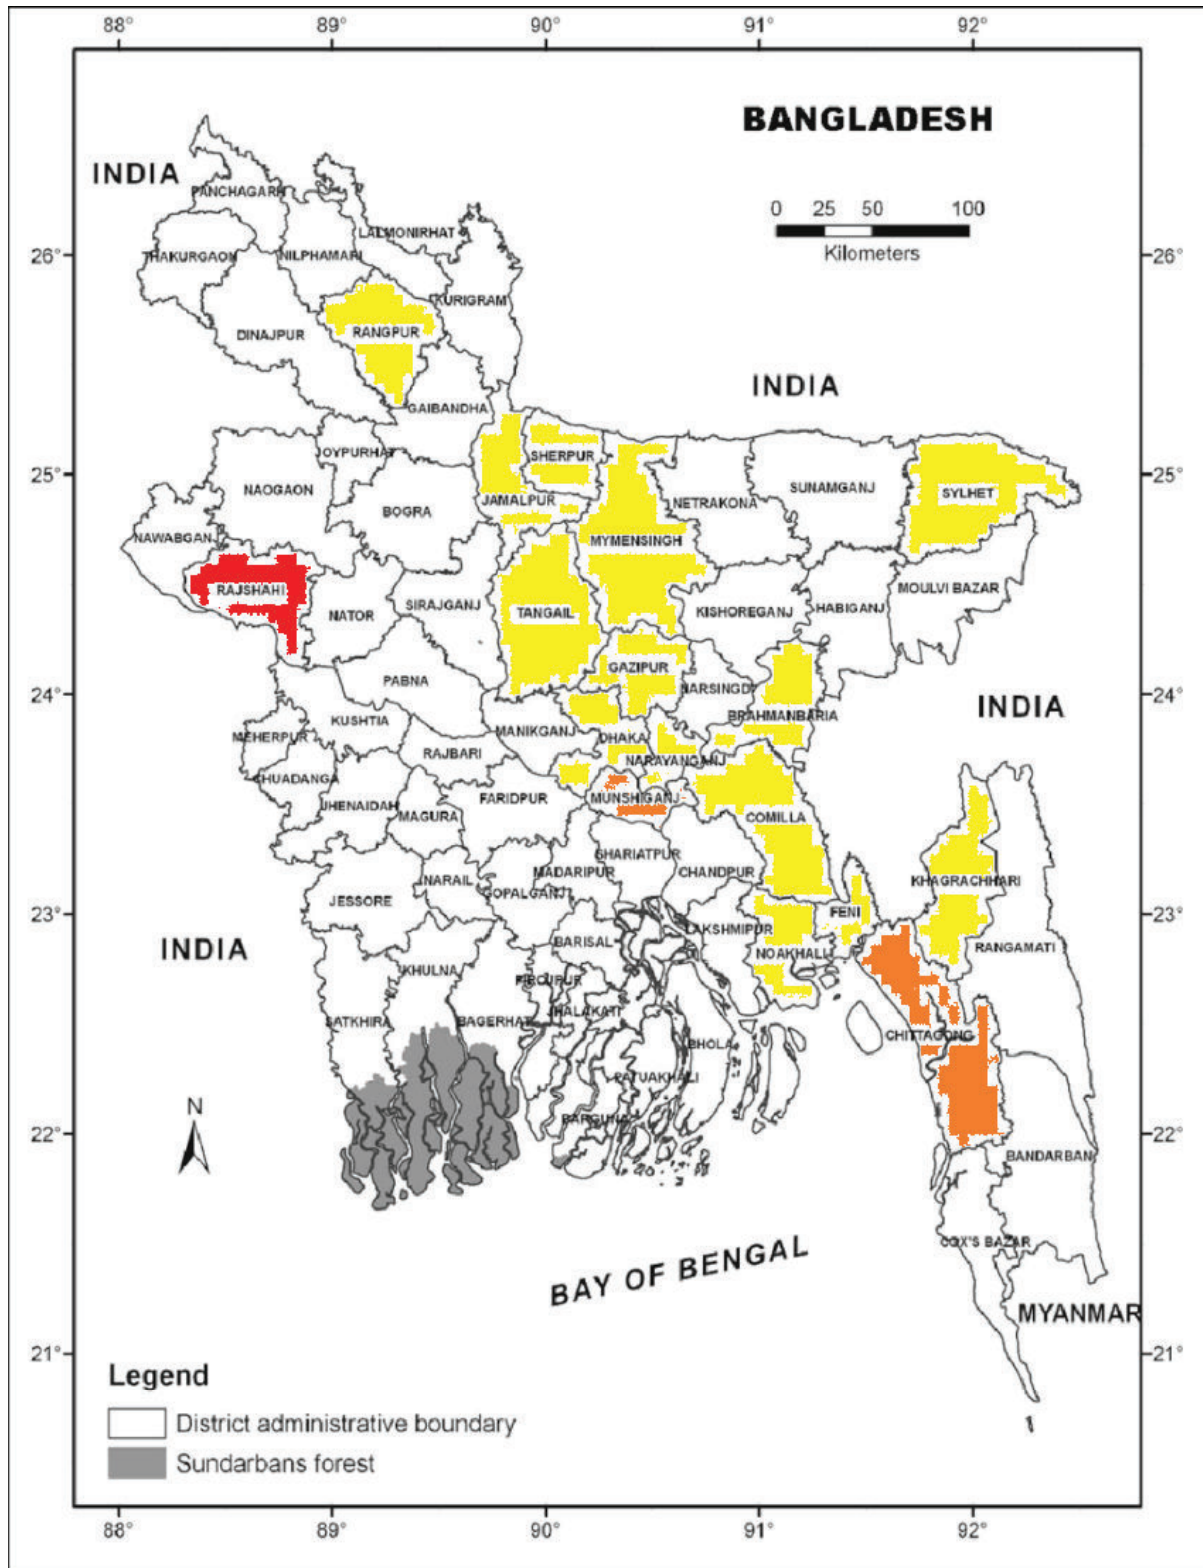 88° 89° 90° 91° 92°
BANGLADESH
INDIA
PANCHAGARH
0 25 50 100
Kilometers
LALMONIRHAT
26° THAKURGAON NILPHAMARI 26°
KURIGRAM
DINAJPUR RANGPUR
INDIA
GAIBANDHA
JOYPURHAT SHERPUR
25° 25°
NAOGAON SUNAMGANJ SYLHET
JAMALPUR NETRAKONA
BOGRA
NAWABGANJ MYMENSINGH
RAJSHAHI MOULVI BAZAR
SIRAJGANJ TANGAIL KISHOREGANJ HABIGANJ
NATOR
GAZIPUR
PABNA NARSINGDI
24° 24°
KUSHTIA BRAHMANBARIA INDIA
MEHERPUR MANIKGANJ DHAKA
RAJBARI NARAYANGANJ
CHUADANGA
JHENAIDAH FARIDPUR MUNSHIGANJ
MAGURA COMILLA
SHARIATPUR
MADARIPUR CHANDPUR
NARAIL KHAGRACHHARI
JESSORE GOPALGANJ
23° FENI 23°
LAKSHMIPUR
INDIA BARISAL NOAKHALI RANGAMATI
KHULNA PIROJPUR
SATKHIRA BAGERHAT JHALAKATI
CHITTAGONG
BHOLA
PATUAKHALI
N BARGUNA
22° 22°
BANDARBAN
COX'S BAZAR
BAY OF BENGAL
MYANMAR
21° 21°
Legend
District administrative boundary
Sundarbans forest
88° 89° 90° 91° 92°